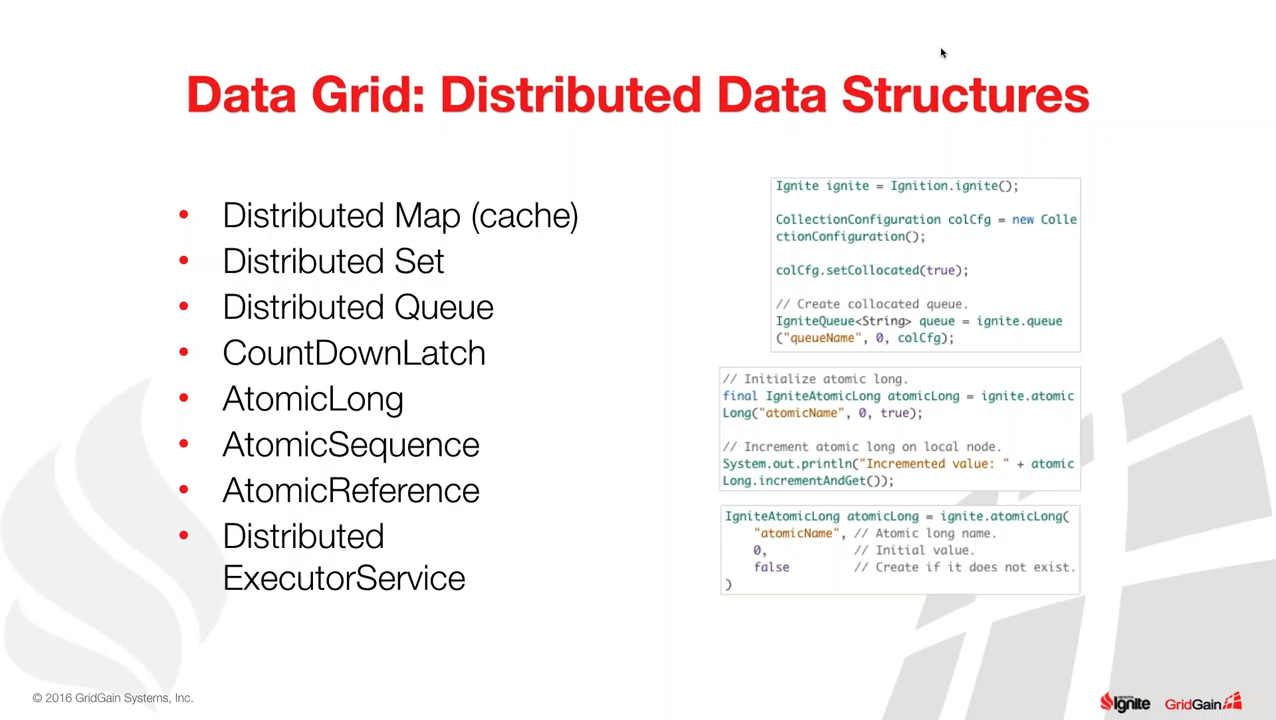 Data Grid: Distributed Data Structures
• Distributed Map (cache)
• Distributed Set
• Distributed Queue
• CountDownLatch
• AtomicLong
• AtomicSequence
• AtomicReference
• Distributed
ExecutorService
Ignite ignite = Ignition.ignite();
CollectionConfiguration colCfg = new Colle
ctionConfiguration();
colCfg.setCollocated(true);
// Create collocated queue.
IgniteQueue<String> queue = ignite.queue
("queueName", 0, colCfg);
// Initialize atomic long.
final IgniteAtomicLong atomicLong = ignite.atomic
Long("atomicName", 0, true);
// Increment atomic long on local node.
System.out.println("Incremented value: " + atomic
Long.incrementAndGet());
IgniteAtomicLong atomicLong = ignite.atomicLong(
"atomicName", // Atomic long name.
0, // Initial value.
false // Create if it does not exist.
)
© 2016 GridGain Systems, Inc.
Ignite
GridGain